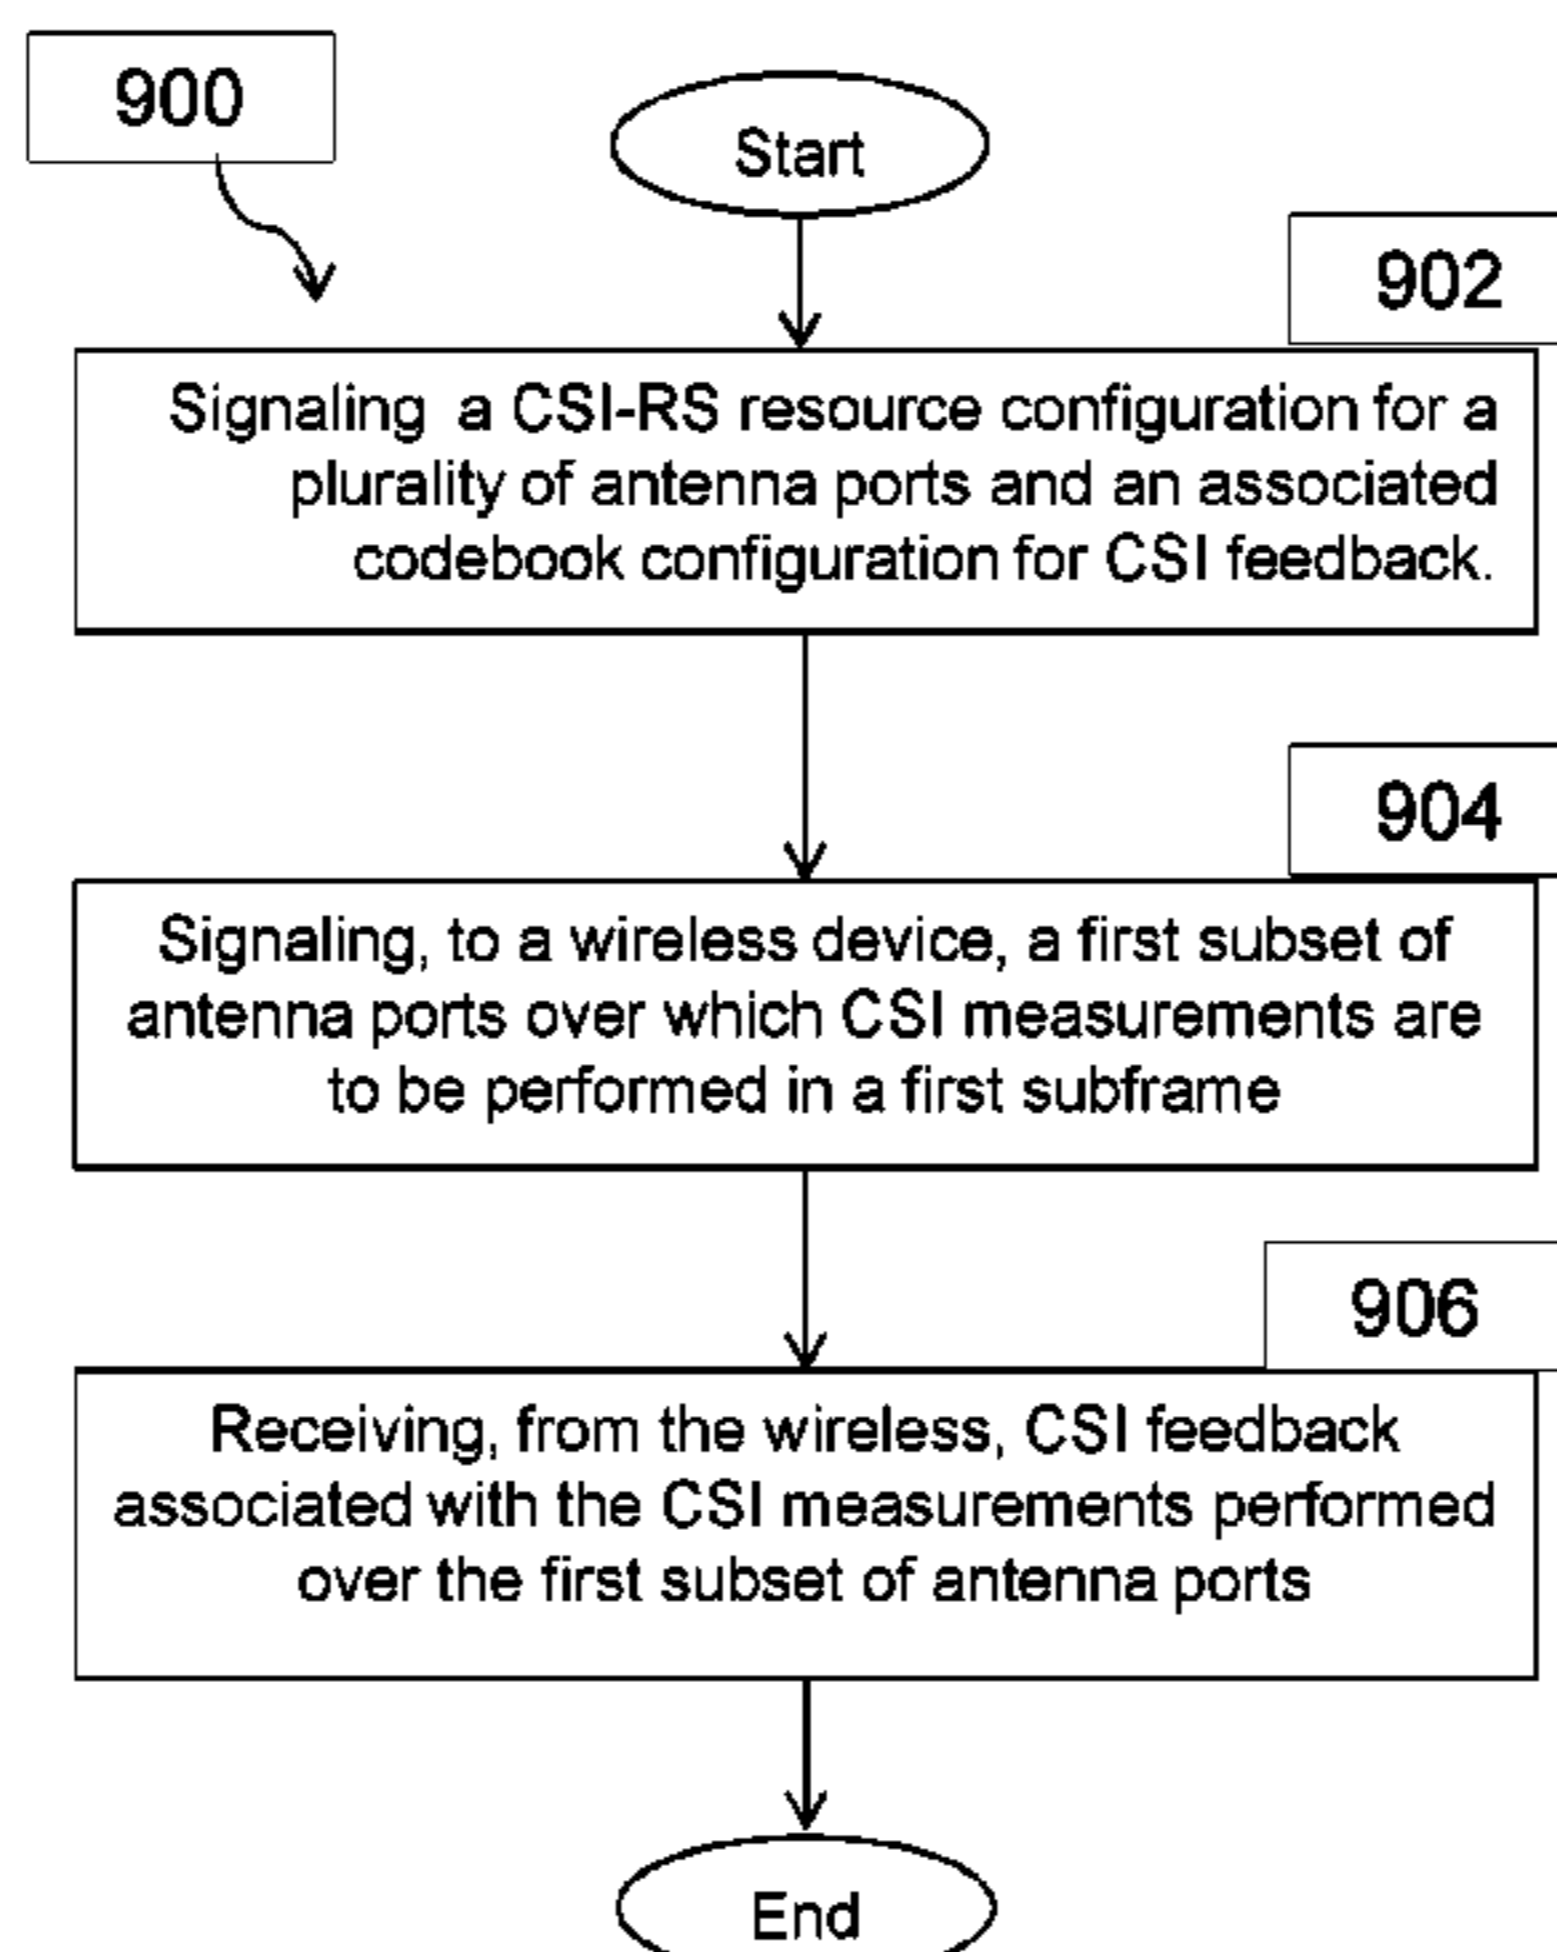 900
Start
902
Signaling a CSI-RS resource configuration for a
plurality of antenna ports and an associated
codebook configuration for CSI feedback.
904
Signaling, to a wireless device, a first subset of
antenna ports over which CSI measurements are
to be performed in a first subframe
906
Receiving, from the wireless, CSI feedback
associated with the CSI measurements performed
over the first subset of antenna ports
End